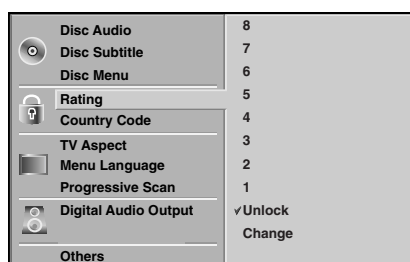 Disc Audio
Disc Subtitle
Disc Menu
Rating
Country Code
TV Aspect
Menu Language
Progressive Scan
Digital Audio Output
Others
8
7
6
5
4
3
2
1
✓Unlock
Change